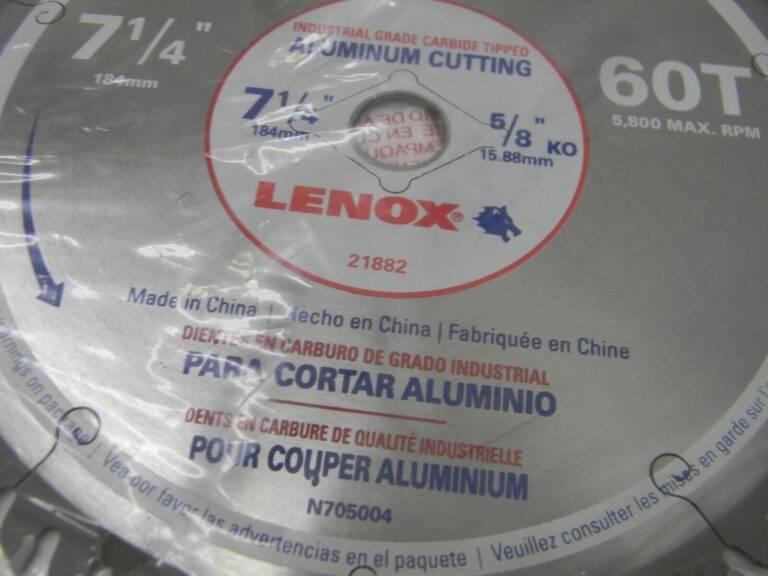 7 1/4"
184mm
INDUSTRIAL GRADE CARBIDE TIPPED
ALUMINUM CUTTING
7 1/4"
184mm
5/8" KO
15.88mm
60T
5,800 MAX. RPM
LENOX®
21882
Made in China | Hecho en China | Fabriquée en Chine
DIENTES EN CARBURO DE GRADO INDUSTRIAL
PARA CORTAR ALUMINIO
DENTS EN CARBURE DE QUALITÉ INDUSTRIELLE
POUR COUPER ALUMINIUM
N705004
warnings on package | Vea por favor las advertencias en el paquete | Veuillez consulter les mises en garde sur